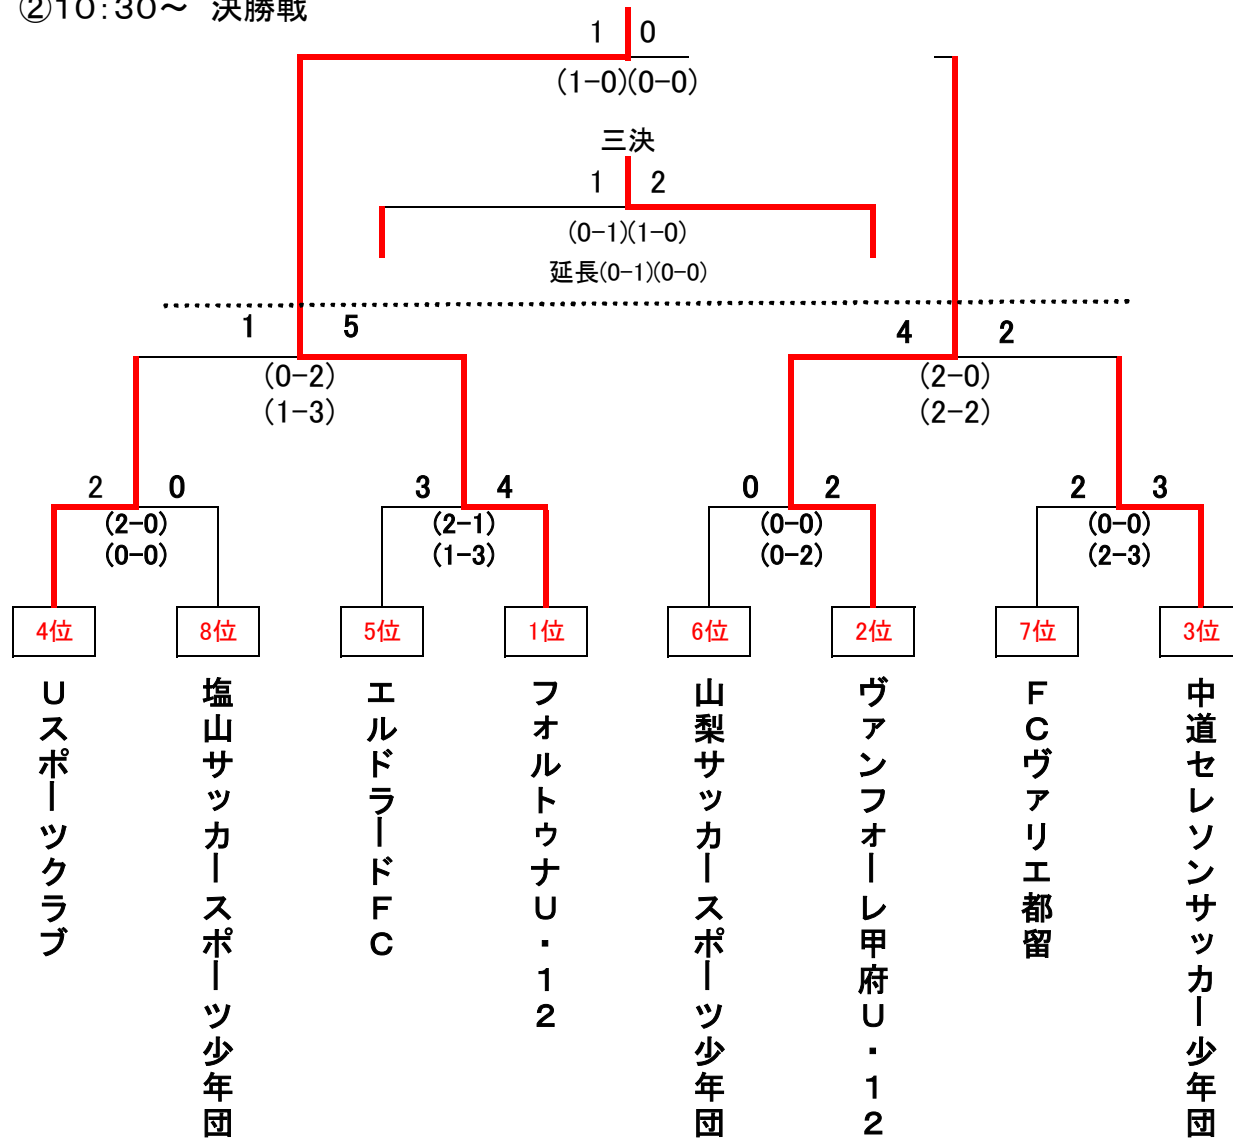 ②10:30～ 決勝戦
1 0
(1-0)(0-0)
三決
1 2
(0-1)(1-0)
延長(0-1)(0-0)
1 5
4 2
(0-2)
(1-3)
(2-0)
(2-2)
2 0
3 4
0 2
2 3
(2-0)
(0-0)
(2-1)
(1-3)
(0-0)
(0-2)
(0-0)
(2-3)
4位
8位
5位
1位
6位
2位
7位
3位
Uスポーツクラブ
塩山サッカースポーツ少年団
エルドラードFC
フォルトゥナU・12
山梨サッカースポーツ少年団
ヴァンフォーレ甲府U・12
FCヴァリエ都留
中道セレソンサッカー少年団